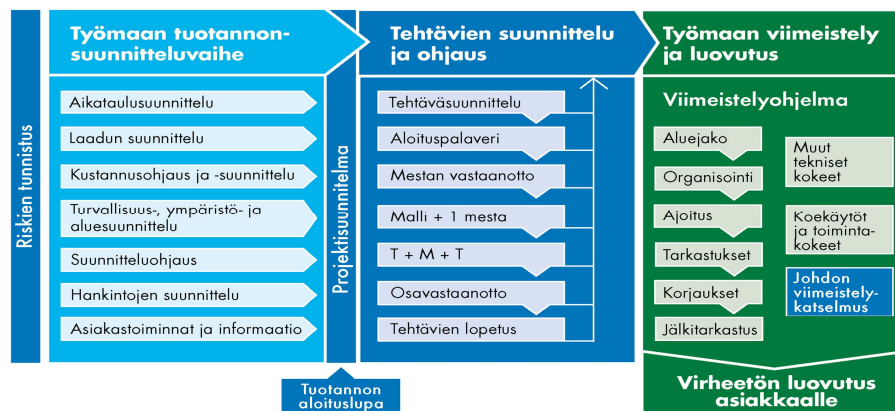 Riskien tunnistus
Työmaan tuotannon-
suunnitteluvaihe
Aikataulusuunnittelu
Laadun suunnittelu
Kustannusohjaus ja -suunnittelu
Turvallisuus-, ympäristö- ja
aluesuunnittelu
Suunnitteluohjaus
Hankintojen suunnittelu
Asiakastoiminnat ja informaatio
Projektisuunnitelma
Tuotannon
aloituslupa
Tehtävien suunnittelu
ja ohjaus
Tehtäväsuunnittelu
Aloituspalaveri
Mestan vastaanotto
Malli + 1 mesta
T + M + T
Osavastaanotto
Tehtävien lopetus
Työmaan viimeistely
ja luovutus
Viimeistelyohjelma
Aluejako
Organisointi
Ajoitus
Tarkastukset
Korjaukset
Jälkitarkastus
Muut
tekniset
kokeet
Koekäytöt
ja toiminta-
kokeet
Johdon
viimeistely-
katselmus
Virheetön luovutus
asiakkaalle